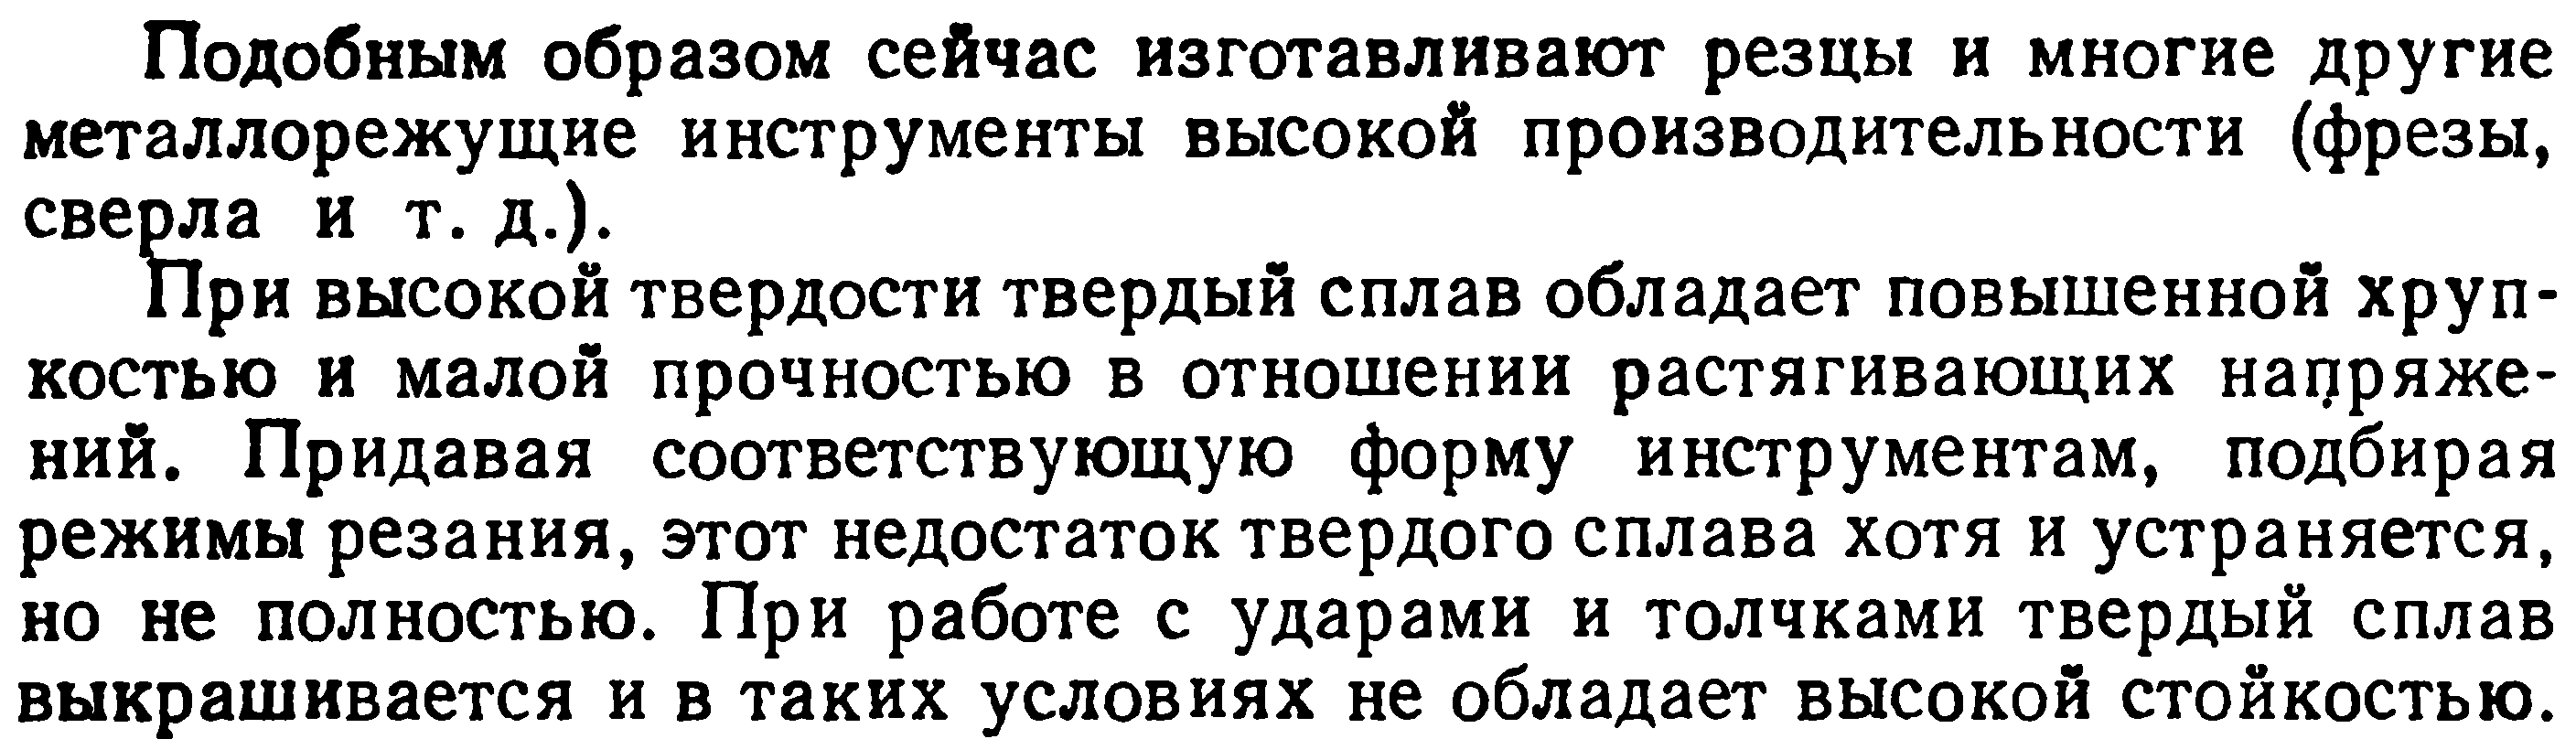 Подобным образом сейчас изготавливают резцы и многие другие
металлорежущие инструменты высокой производительности (фрезы,
сверла и т. д.).
При высокой твердости твердый сплав обладает повышенной хруп-
костью и малой прочностью в отношении растягивающих напряже-
ний. Придавая соответствующую форму инструментам, подбирая
режимы резания, этот недостаток твердого сплава хотя и устраняется,
но не полностью. При работе с ударами и толчками твердый сплав
выкрашивается и в таких условиях не обладает высокой стойкостью.